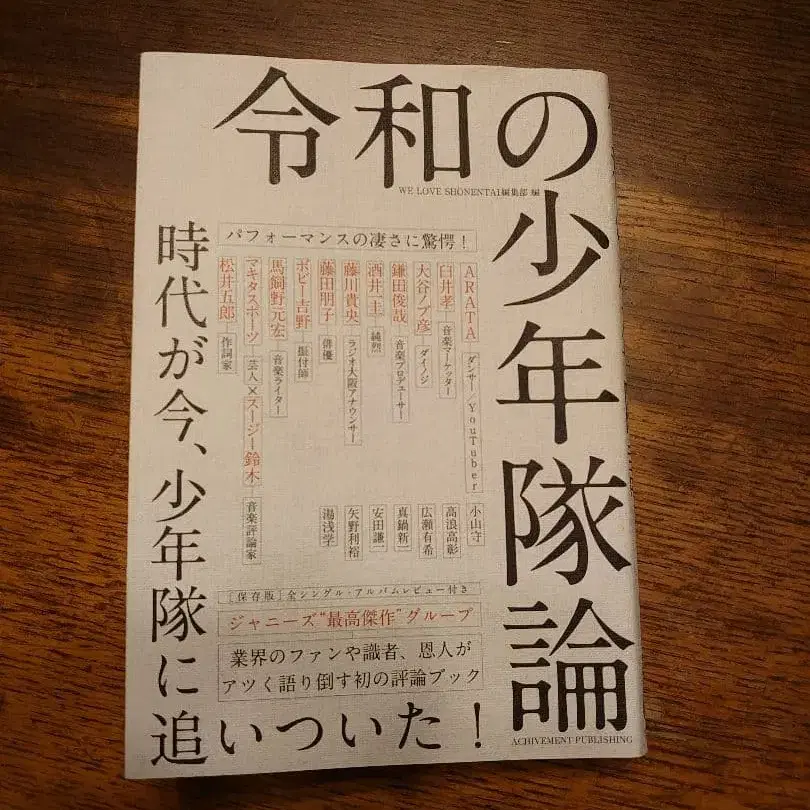 令和の少年隊論
WE LOVE SHONENTAI編集部 編
パフォーマンスの凄さに驚愕!
ARATA ダンサー/YouTuber
臼井孝 音楽マーケッター
大谷ノブ彦 ダイノジ
鎌田俊哉 音楽プロデューサー
酒井一圭 純烈
藤川貴央 ラジオ大阪アナウンサー
藤田朋子 俳優
ボビー吉野 振付師
馬飼野元宏 音楽ライター
マキタスポーツ 芸人×スージー鈴木 音楽評論家
松井五郎 作詞家
小山守
高浪高彰
広瀬有希
真鍋新一
安田謙一
矢野利裕
湯浅学
[保存版]全シングル・アルバムレビュー付き
ジャニーズ“最高傑作”グループ
業界のファンや識者、恩人が
アツく語り倒す初の評論ブック
時代が今、少年隊に
追いついた!
ACHIVEMENT PUBLISHING